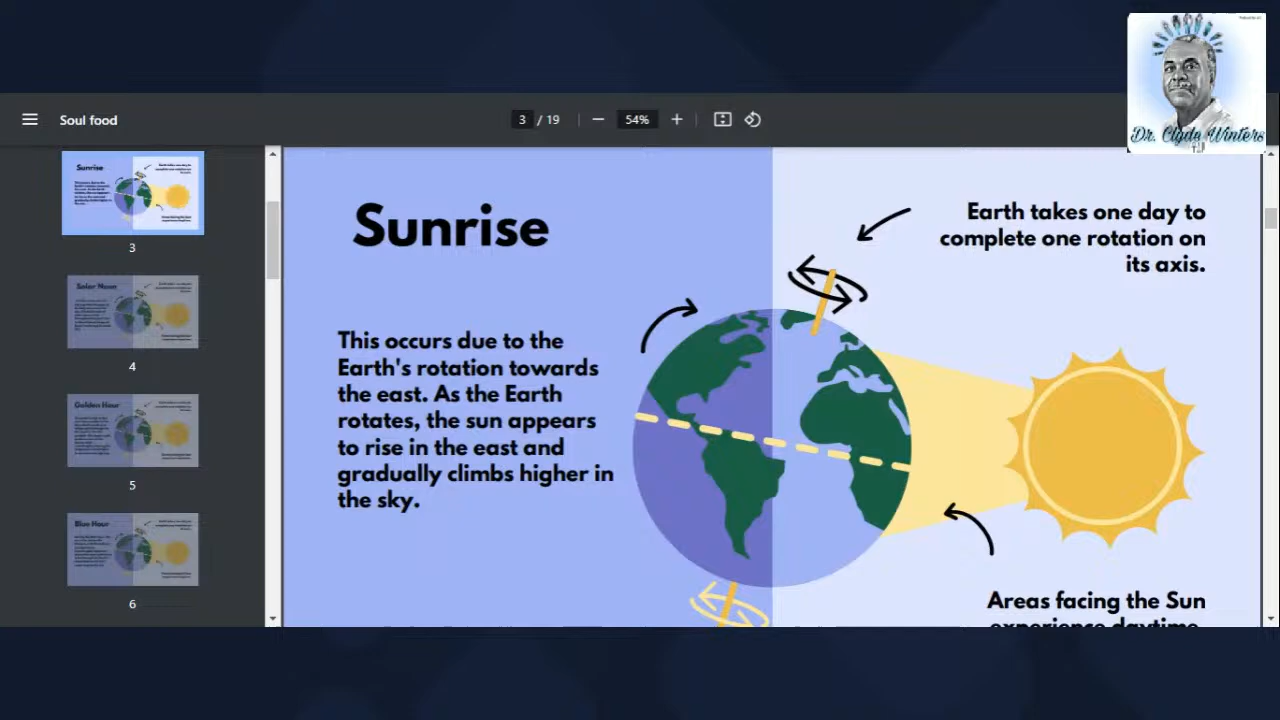 Dr. Clyde Winters
Soul food
3 / 19
54%
Sunrise
3
Solar Noon
4
Golden Hour
5
Blue Hour
6
Sunrise
This occurs due to the
Earth's rotation towards
the east. As the Earth
rotates, the sun appears
to rise in the east and
gradually climbs higher in
the sky.
Earth takes one day to
complete one rotation on
its axis.
Areas facing the Sun
experience daytime.